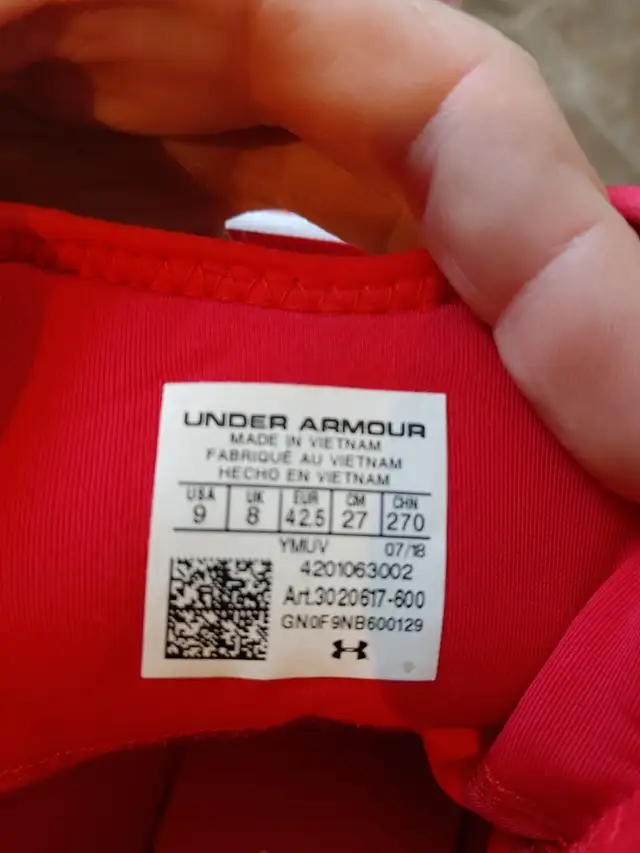 UNDER ARMOUR
MADE IN VIETNAM
FABRIQUÉ AU VIETNAM
HECHO EN VIETNAM
USA UK EUR CM CHN
9 8 42.5 27 270
YMUV 07/18
4201063002
Art.3020617-600
GN0F9NB600129